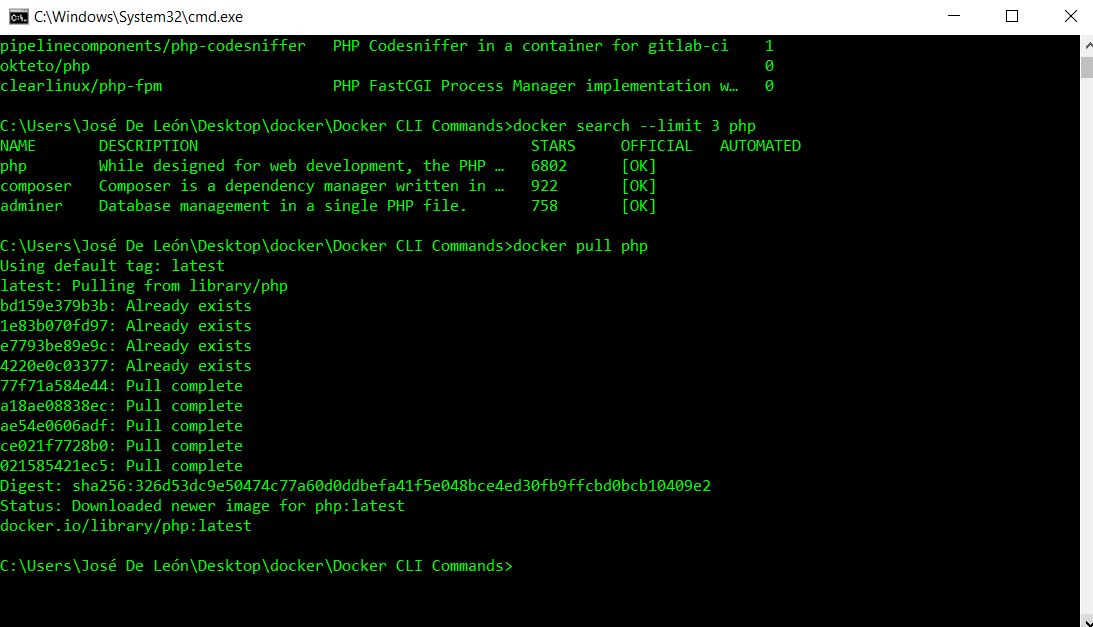 C:\Windows\System32\cmd.exe
pipelinecomponents/php-codesniffer PHP Codesniffer in a container for gitlab-ci 1
okteto/php 0
clearlinux/php-fpm PHP FastCGI Process Manager implementation w… 0
C:\Users\José De León\Desktop\docker\Docker CLI Commands>docker search --limit 3 php
NAME DESCRIPTION STARS OFFICIAL AUTOMATED
php While designed for web development, the PHP … 6802 [OK]
composer Composer is a dependency manager written in … 922 [OK]
adminer Database management in a single PHP file. 758 [OK]
C:\Users\José De León\Desktop\docker\Docker CLI Commands>docker pull php
Using default tag: latest
latest: Pulling from library/php
bd159e379b3b: Already exists
1e83b070fd97: Already exists
e7793be89e9c: Already exists
4220e0c03377: Already exists
77f71a584e44: Pull complete
a18ae08838ec: Pull complete
ae54e0606adf: Pull complete
ce021f7728b0: Pull complete
021585421ec5: Pull complete
Digest: sha256:326d53dc9e50474c77a60d0ddbefa41f5e048bce4ed30fb9ffcbd0bcb10409e2
Status: Downloaded newer image for php:latest
docker.io/library/php:latest
C:\Users\José De León\Desktop\docker\Docker CLI Commands>